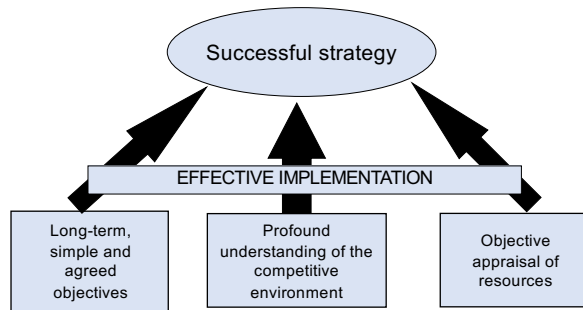 Successful strategy
EFFECTIVE IMPLEMENTATION
Long-term,
simple and
agreed
objectives
Profound
understanding of the
competitive
environment
Objective
appraisal of
resources